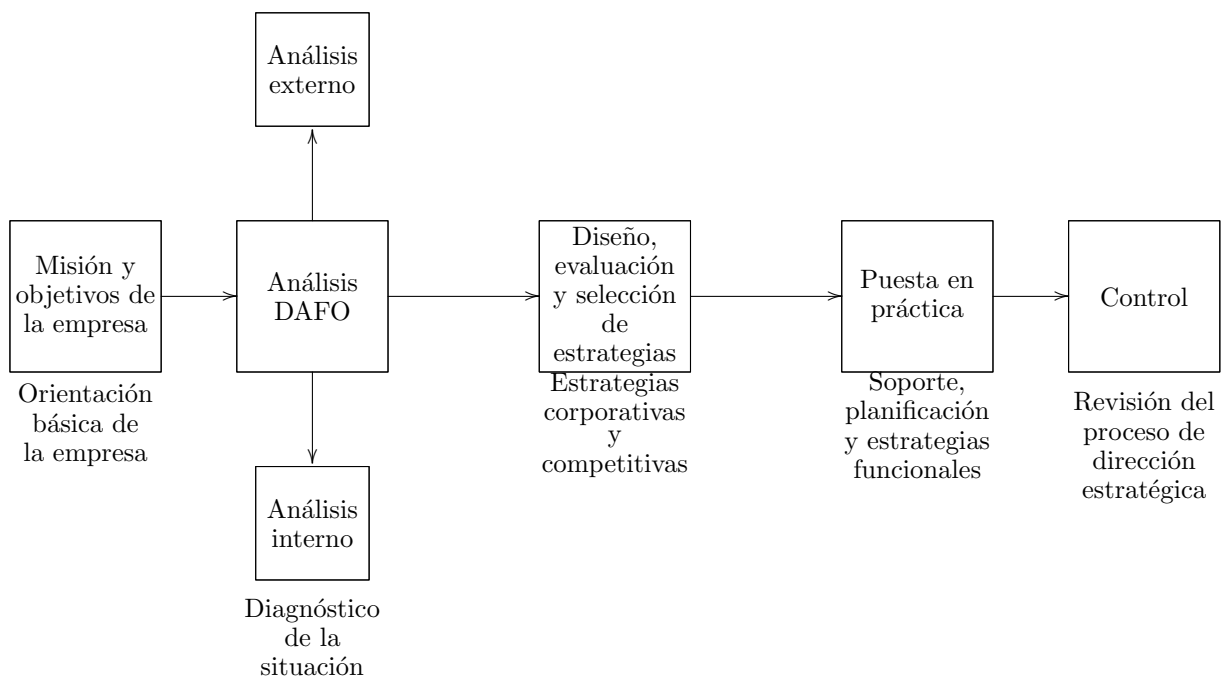 Análisis
externo
Misión y
objetivos de
la empresa
Orientación
básica de
la empresa
Análisis
DAFO
Análisis
interno
Diagnóstico
de la
situación
Diseño,
evaluación
y selección
de
estrategias
Estrategias
corporativas
y
competitivas
Puesta en
práctica
Soporte,
planificación
y estrategias
funcionales
Control
Revisión del
proceso de
dirección
estratégica